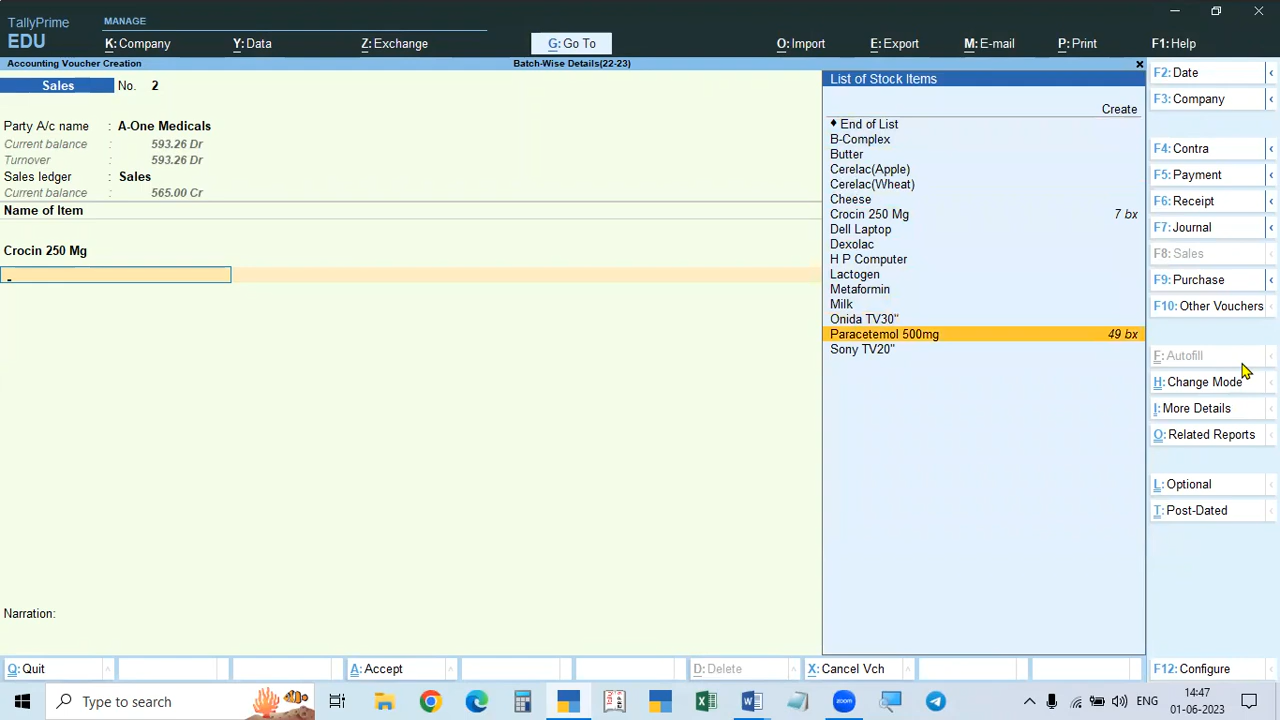 TallyPrime
EDU
MANAGE
K:Company
Y:Data
Z:Exchange
G: Go To
O:Import
E:Export
M:E-mail
P:Print
F1:Help
Accounting Voucher Creation
Batch-Wise Details(22-23)
Sales
No. 2
Party A/c name : A-One Medicals
Current balance : 593.26 Dr
Turnover : 593.26 Dr
Sales ledger : Sales
Current balance : 565.00 Cr
Name of Item
Crocin 250 Mg
Narration:
List of Stock Items
Create
♦ End of List
B-Complex
Butter
Cerelac(Apple)
Cerelac(Wheat)
Cheese
Crocin 250 Mg 7 bx
Dell Laptop
Dexolac
H P Computer
Lactogen
Metaformin
Milk
Onida TV30"
Paracetemol 500mg 49 bx
Sony TV20"
F2: Date
F3: Company
F4: Contra
F5: Payment
F6: Receipt
F7: Journal
F8: Sales
F9: Purchase
F10: Other Vouchers
F: Autofill
H: Change Mode
I: More Details
O: Related Reports
L: Optional
T: Post-Dated
Q: Quit
A: Accept
D: Delete
X: Cancel Vch
F12: Configure
Type to search
zoom
ENG
14:47
01-06-2023